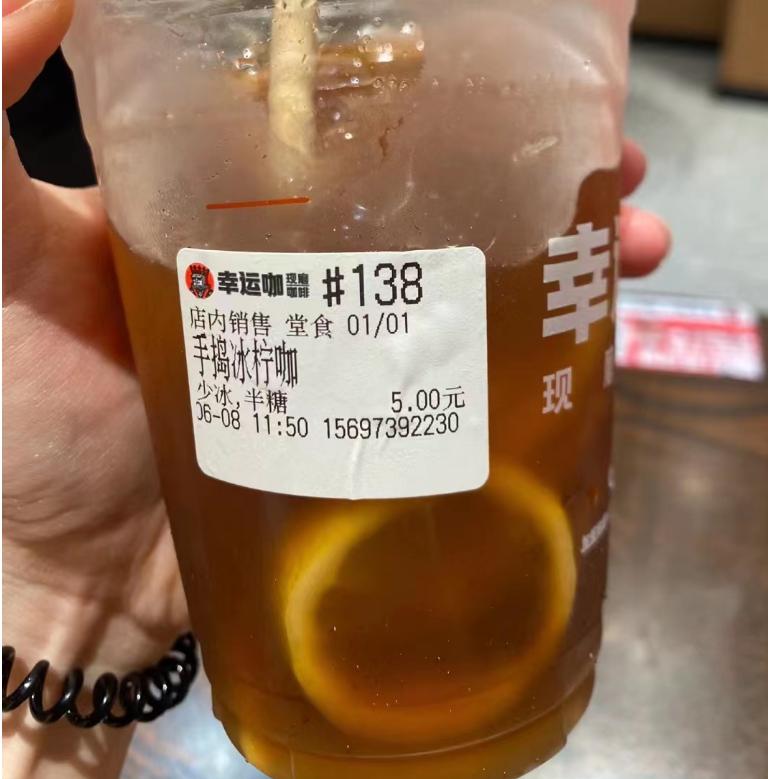 幸运咖 现磨咖啡 #138
店内销售 堂食 01/01
手捣冰柠咖
少冰,半糖 5.00元
06-08 11:50 15697392230
幸
现